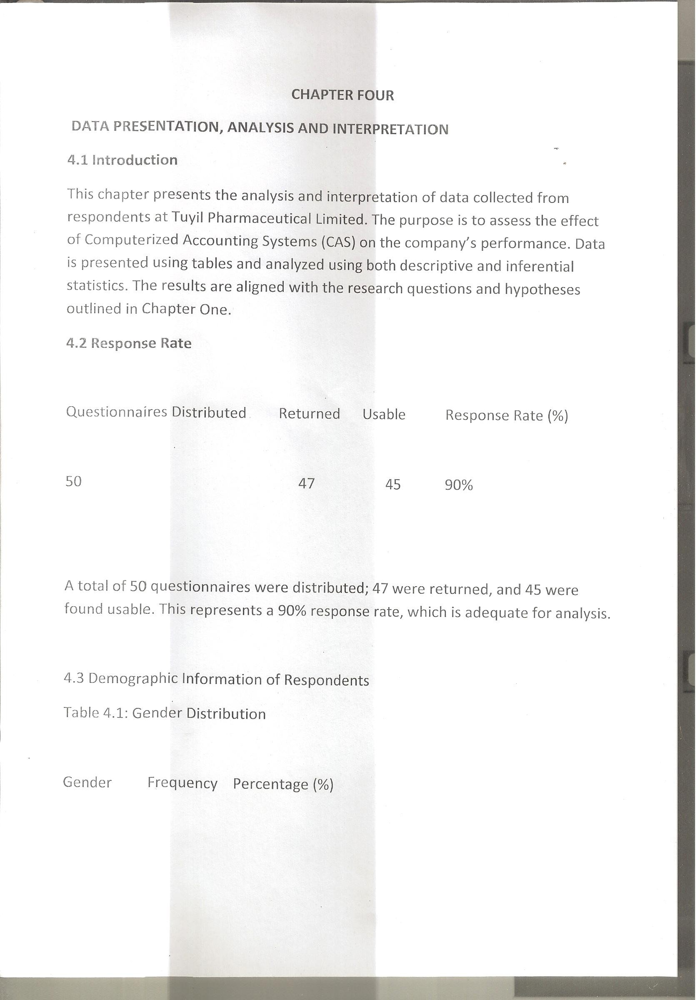 CHAPTER FOUR
DATA PRESENTATION, ANALYSIS AND INTERPRETATION
4.1 Introduction
This chapter presents the analysis and interpretation of data collected from
respondents at Tuyil Pharmaceutical Limited. The purpose is to assess the effect
of Computerized Accounting Systems (CAS) on the company's performance. Data
is presented using tables and analyzed using both descriptive and inferential
statistics. The results are aligned with the research questions and hypotheses
outlined in Chapter One.
4.2 Response Rate
Questionnaires Distributed Returned Usable Response Rate (%)
50 47 45 90%
A total of 50 questionnaires were distributed; 47 were returned, and 45 were
found usable. This represents a 90% response rate, which is adequate for analysis.
4.3 Demographic Information of Respondents
Table 4.1: Gender Distribution
Gender Frequency Percentage (%)